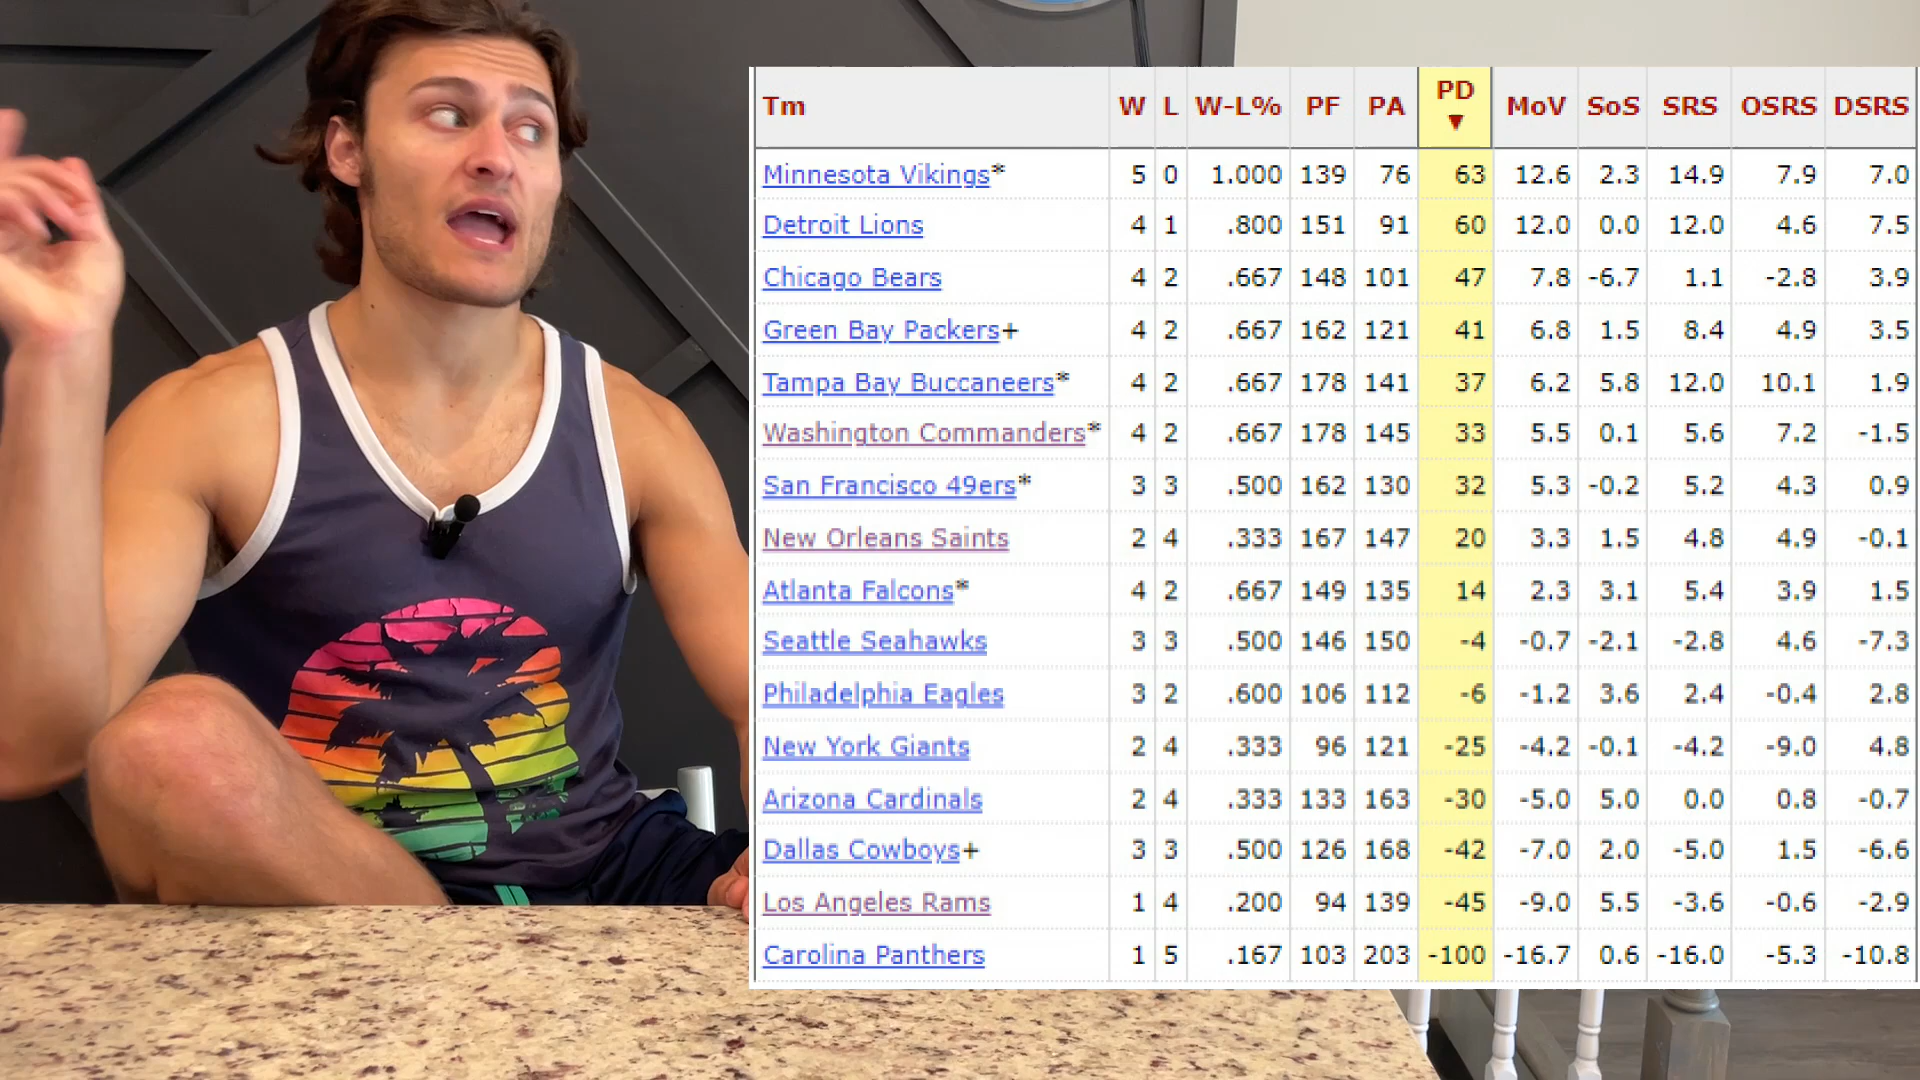 Tm W L W-L% PF PA PD ▼ MoV SoS SRS OSRS DSRS
Minnesota Vikings* 5 0 1.000 139 76 63 12.6 2.3 14.9 7.9 7.0
Detroit Lions 4 1 .800 151 91 60 12.0 0.0 12.0 4.6 7.5
Chicago Bears 4 2 .667 148 101 47 7.8 -6.7 1.1 -2.8 3.9
Green Bay Packers+ 4 2 .667 162 121 41 6.8 1.5 8.4 4.9 3.5
Tampa Bay Buccaneers* 4 2 .667 178 141 37 6.2 5.8 12.0 10.1 1.9
Washington Commanders* 4 2 .667 178 145 33 5.5 0.1 5.6 7.2 -1.5
San Francisco 49ers* 3 3 .500 162 130 32 5.3 -0.2 5.2 4.3 0.9
New Orleans Saints 2 4 .333 167 147 20 3.3 1.5 4.8 4.9 -0.1
Atlanta Falcons* 4 2 .667 149 135 14 2.3 3.1 5.4 3.9 1.5
Seattle Seahawks 3 3 .500 146 150 -4 -0.7 -2.1 -2.8 4.6 -7.3
Philadelphia Eagles 3 2 .600 106 112 -6 -1.2 3.6 2.4 -0.4 2.8
New York Giants 2 4 .333 96 121 -25 -4.2 -0.1 -4.2 -9.0 4.8
Arizona Cardinals 2 4 .333 133 163 -30 -5.0 5.0 0.0 0.8 -0.7
Dallas Cowboys+ 3 3 .500 126 168 -42 -7.0 2.0 -5.0 1.5 -6.6
Los Angeles Rams 1 4 .200 94 139 -45 -9.0 5.5 -3.6 -0.6 -2.9
Carolina Panthers 1 5 .167 103 203 -100 -16.7 0.6 -16.0 -5.3 -10.8